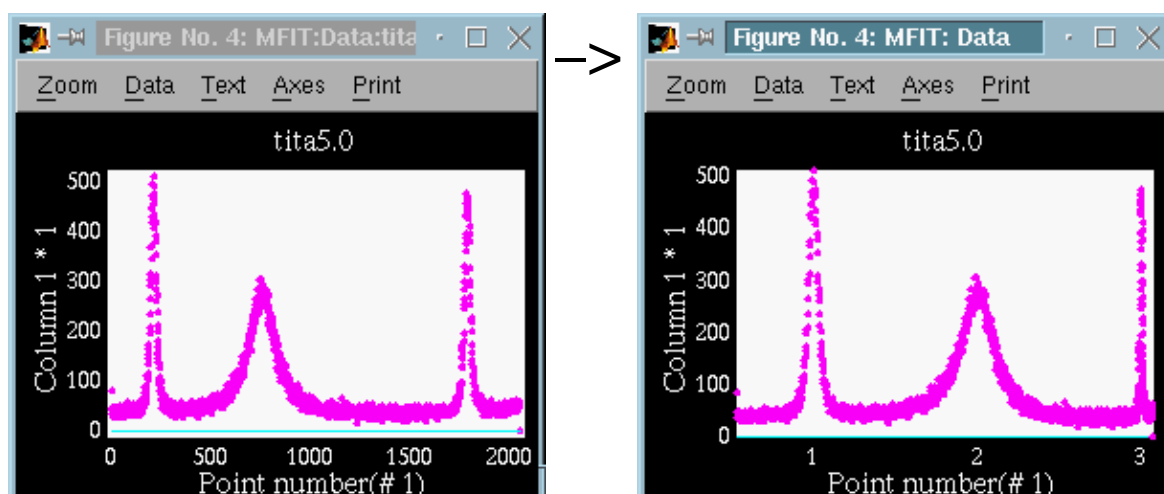 Figure No. 4: MFIT:Data:tita
Zoom Data Text Axes Print
tita5.0
500
400
300
200
100
0
Column 1 * 1
0 500 1000 1500 2000
Point number(# 1)
–>
Figure No. 4: MFIT: Data
Zoom Data Text Axes Print
tita5.0
500
400
300
200
100
0
Column 1 * 1
1 2 3
Point number(# 1)